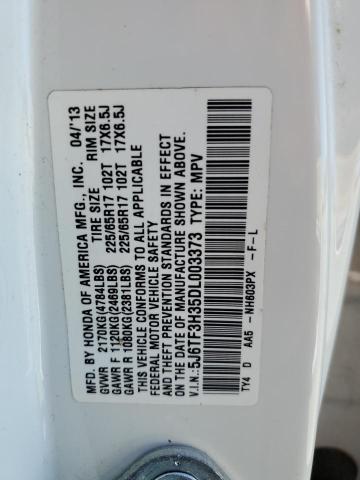 MFD. BY HONDA OF AMERICA MFG., INC. 04/'13
TIRE SIZE RIM SIZE
GVWR 2170KG(4784LBS) 225/65R17 102T 17X6.5J
GAWR F 1120KG(2469LBS) 225/65R17 102T 17X6.5J
GAWR R 1080KG(2381LBS)
THIS VEHICLE CONFORMS TO ALL APPLICABLE
FEDERAL MOTOR VEHICLE SAFETY
AND THEFT PREVENTION STANDARDS IN EFFECT
ON THE DATE OF MANUFACTURE SHOWN ABOVE.
V.I.N.:5J6TF3H35DL003373 TYPE: MPV
TY4 D AA5 -NH603PX -F-L